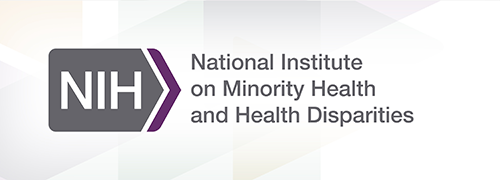 NIH
National Institute
on Minority Health
and Health Disparities